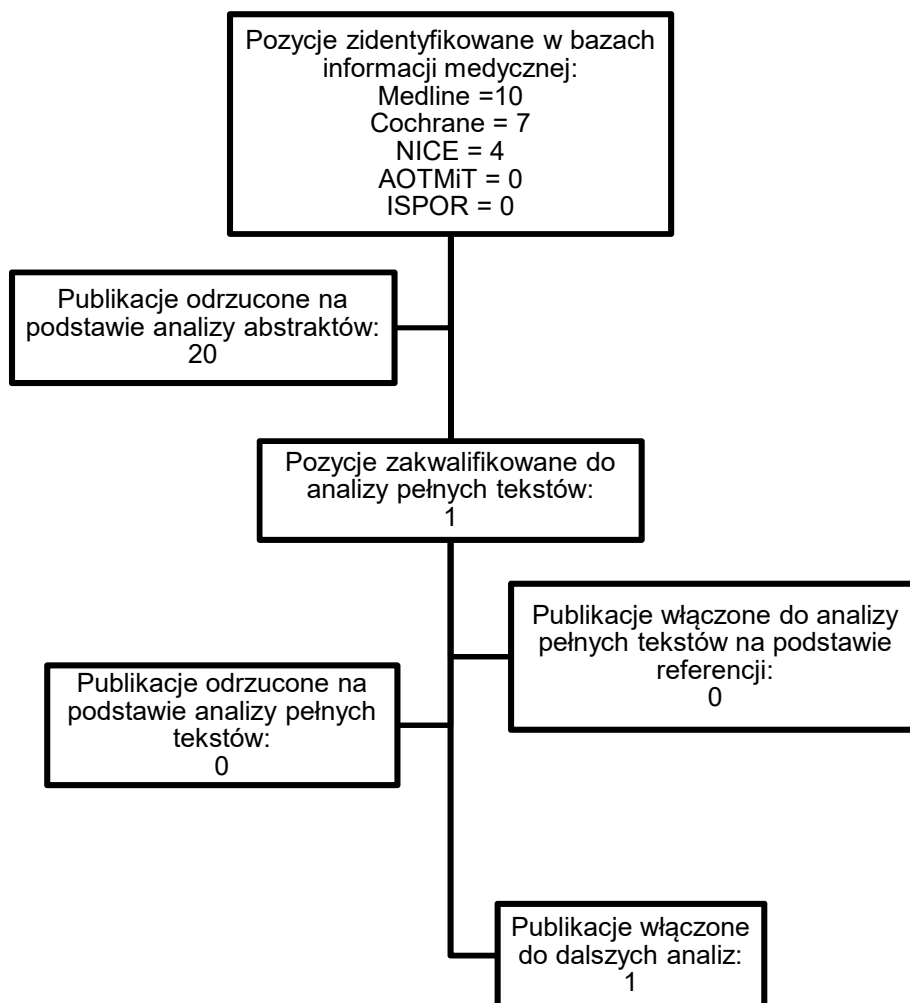 Pozycje zidentyfikowane w bazach
informacji medycznej:
Medline =10
Cochrane = 7
NICE = 4
AOTMiT = 0
ISPOR = 0
Publikacje odrzucone na
podstawie analizy abstraktów:
20
Pozycje zakwalifikowane do
analizy pełnych tekstów:
1
Publikacje włączone do analizy
pełnych tekstów na podstawie
referencji:
0
Publikacje odrzucone na
podstawie analizy pełnych
tekstów:
0
Publikacje włączone
do dalszych analiz:
1